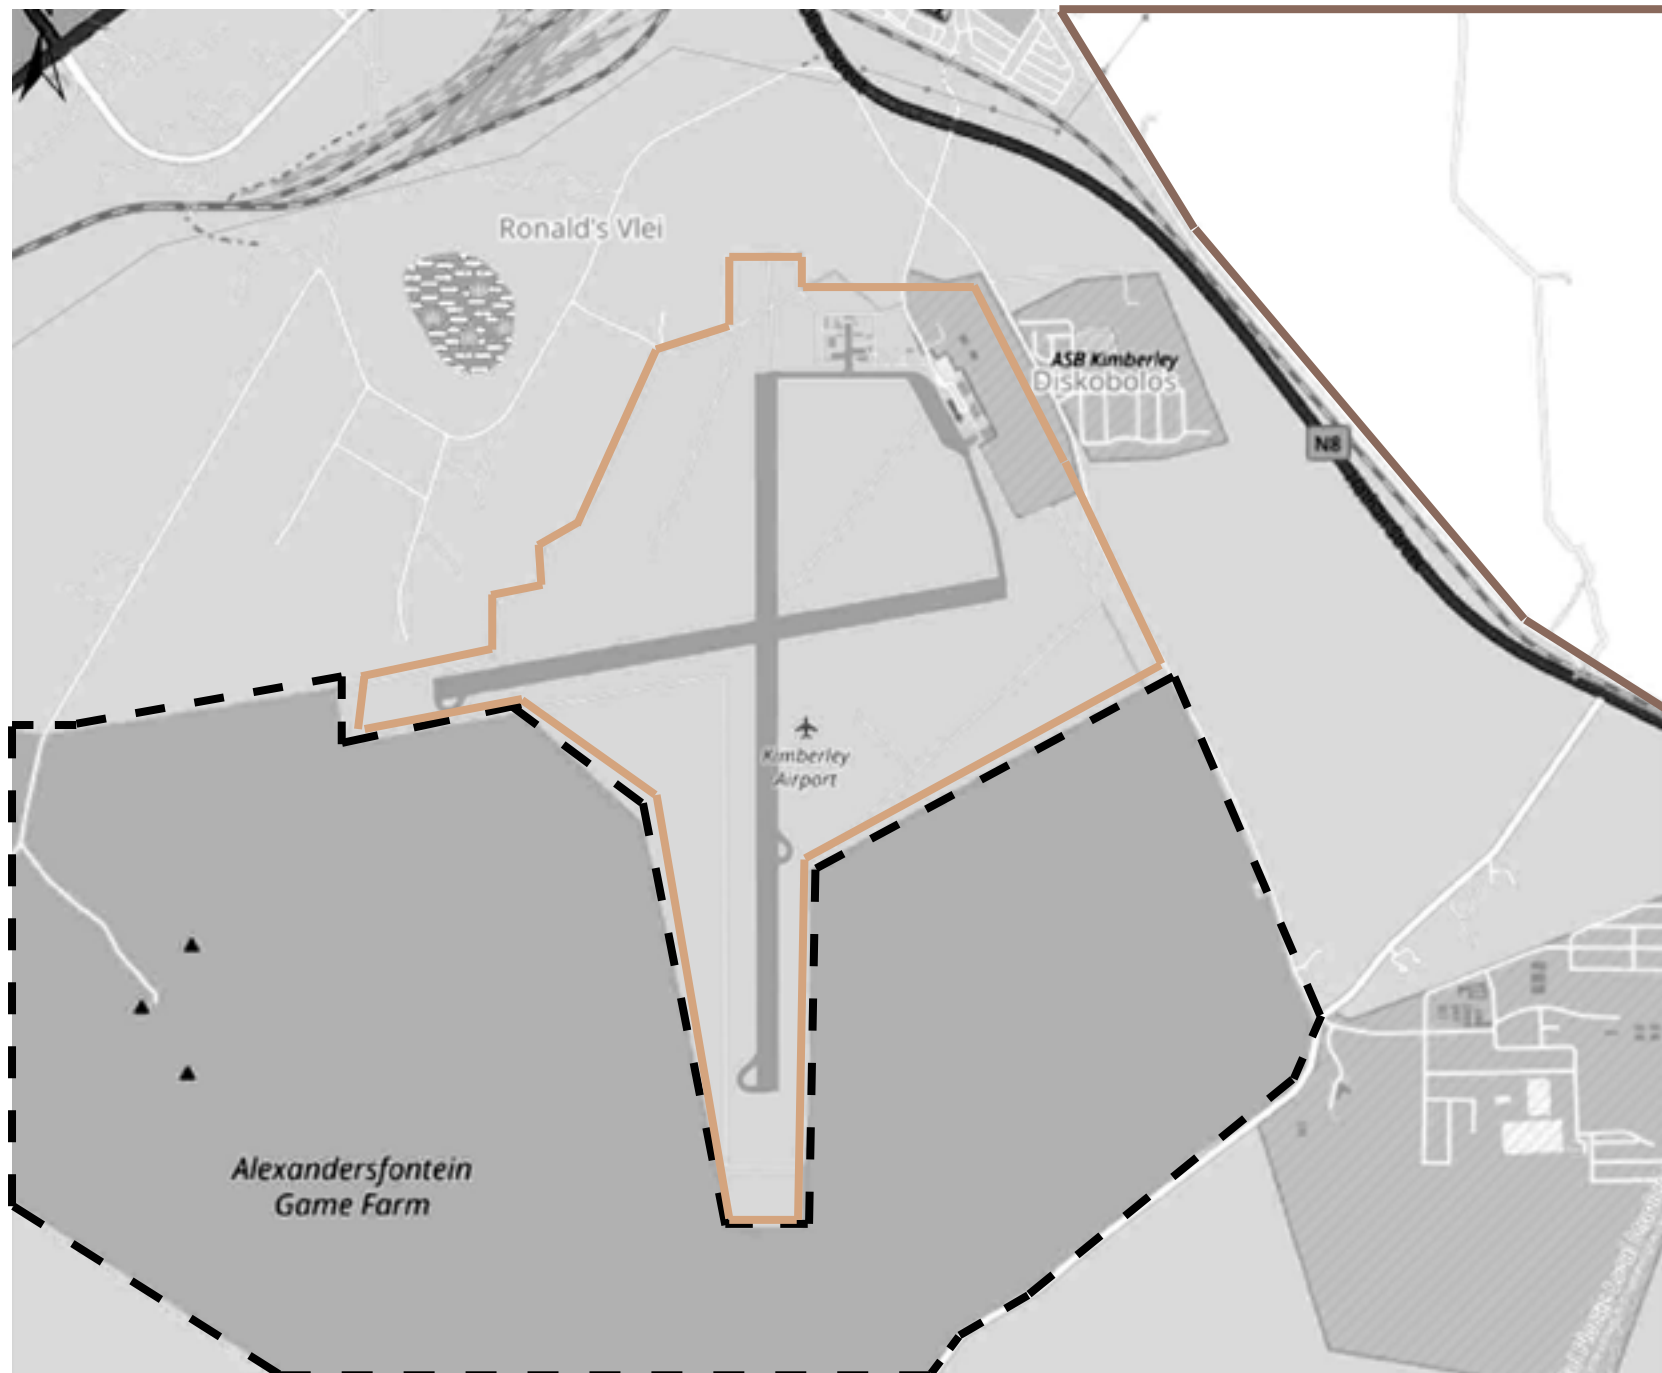 Ronald's Vlei
ASB Kimberley
Diskobolos
N8
Kimberley
Airport
Alexandersfontein
Game Farm